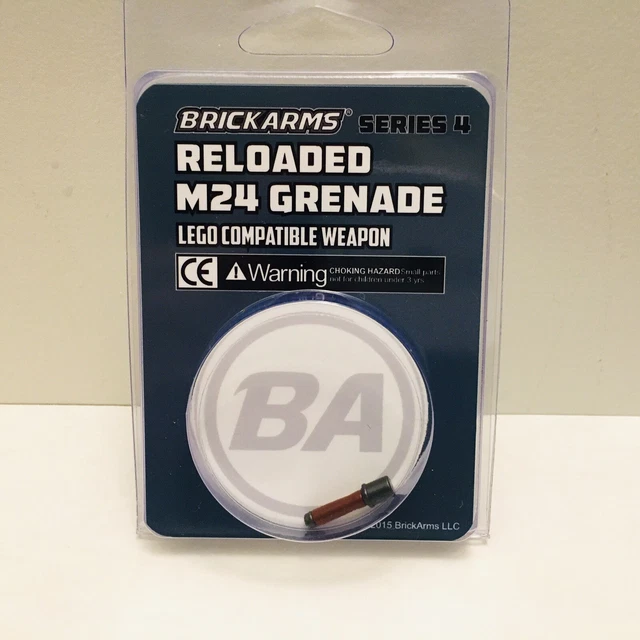 BRICKARMS® SERIES 4
RELOADED
M24 GRENADE
LEGO COMPATIBLE WEAPON
CE Warning CHOKING HAZARD Small parts
not for children under 3 yrs
BA
2015 BrickArms LLC